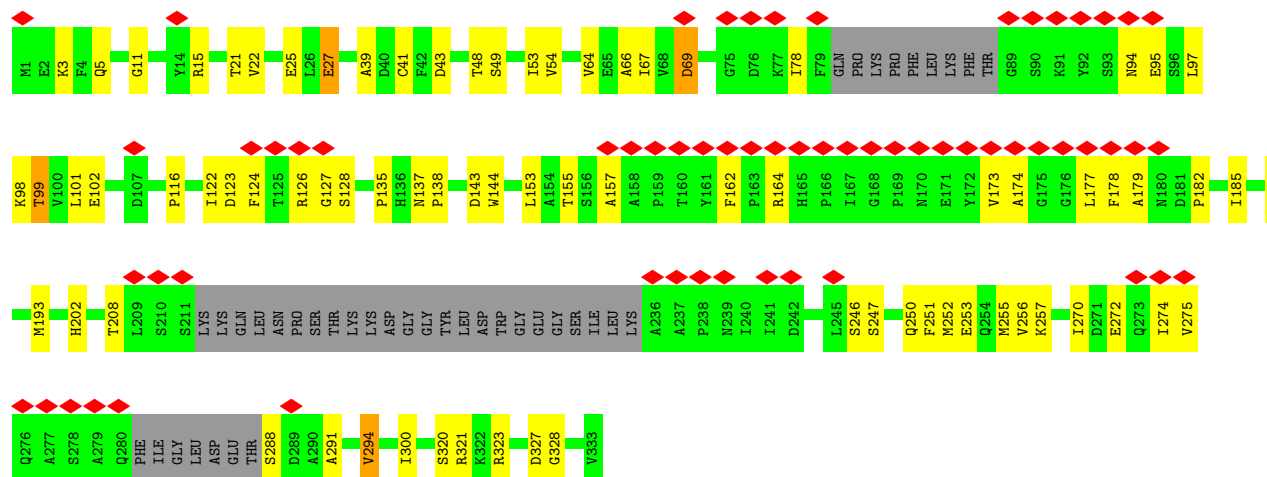 M1 E2 K3 F4 Q5 G11 Y14 R15 T21 V22 E25 L26 E27 A39 D40 C41 F42 D43 T48 S49 I53 V54 V64 E65 A66 I67 V68 D69 G75 D76 K77 I78 F79 GLN PRO LYS PRO PHE LEU LYS PHE THR G89 S90 K91 Y92 S93 N94 E95 S96 L97
K98 T99 V100 L101 E102 D107 P116 I122 D123 F124 T125 R126 G127 S128 P135 H136 N137 P138 D143 W144 L153 A154 T155 S156 A157 A158 P159 T160 Y161 F162 P163 R164 H165 P166 I167 G168 P169 N170 E171 Y172 V173 A174 G175 G176 L177 F178 A179 N180 D181 P182 I185
M193 H202 T208 L209 S210 S211 LYS LYS GLN LEU ASN PRO SER THR LYS LYS ASP GLY GLY TYR LEU ASP TRP GLY GLU GLY SER ILE LEU LYS A236 A237 P238 N239 I240 I241 D242 L245 S246 S247 Q250 F251 M252 E253 Q254 M255 V256 K257 I270 D271 E272 Q273 I274 V275
Q276 A277 S278 A279 Q280 PHE ILE GLY LEU ASP GLU THR S288 D289 A290 A291 V294 I300 S320 R321 K322 R323 D327 G328 V333